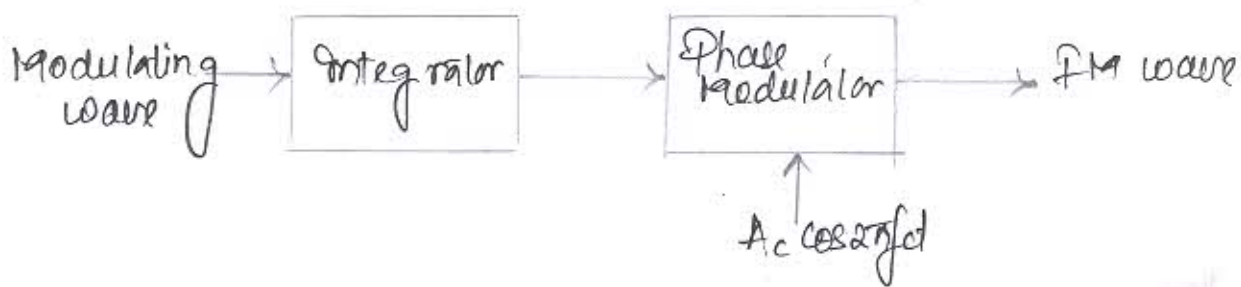 Modulating
wave
Integrator
Phase
Modulator
FM wave
Ac cos2πfct